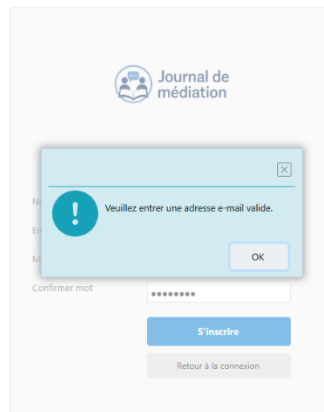 Journal de
médiation
Veuillez entrer une adresse e-mail valide.
OK
Confirmer mot
S'inscrire
Retour à la connexion